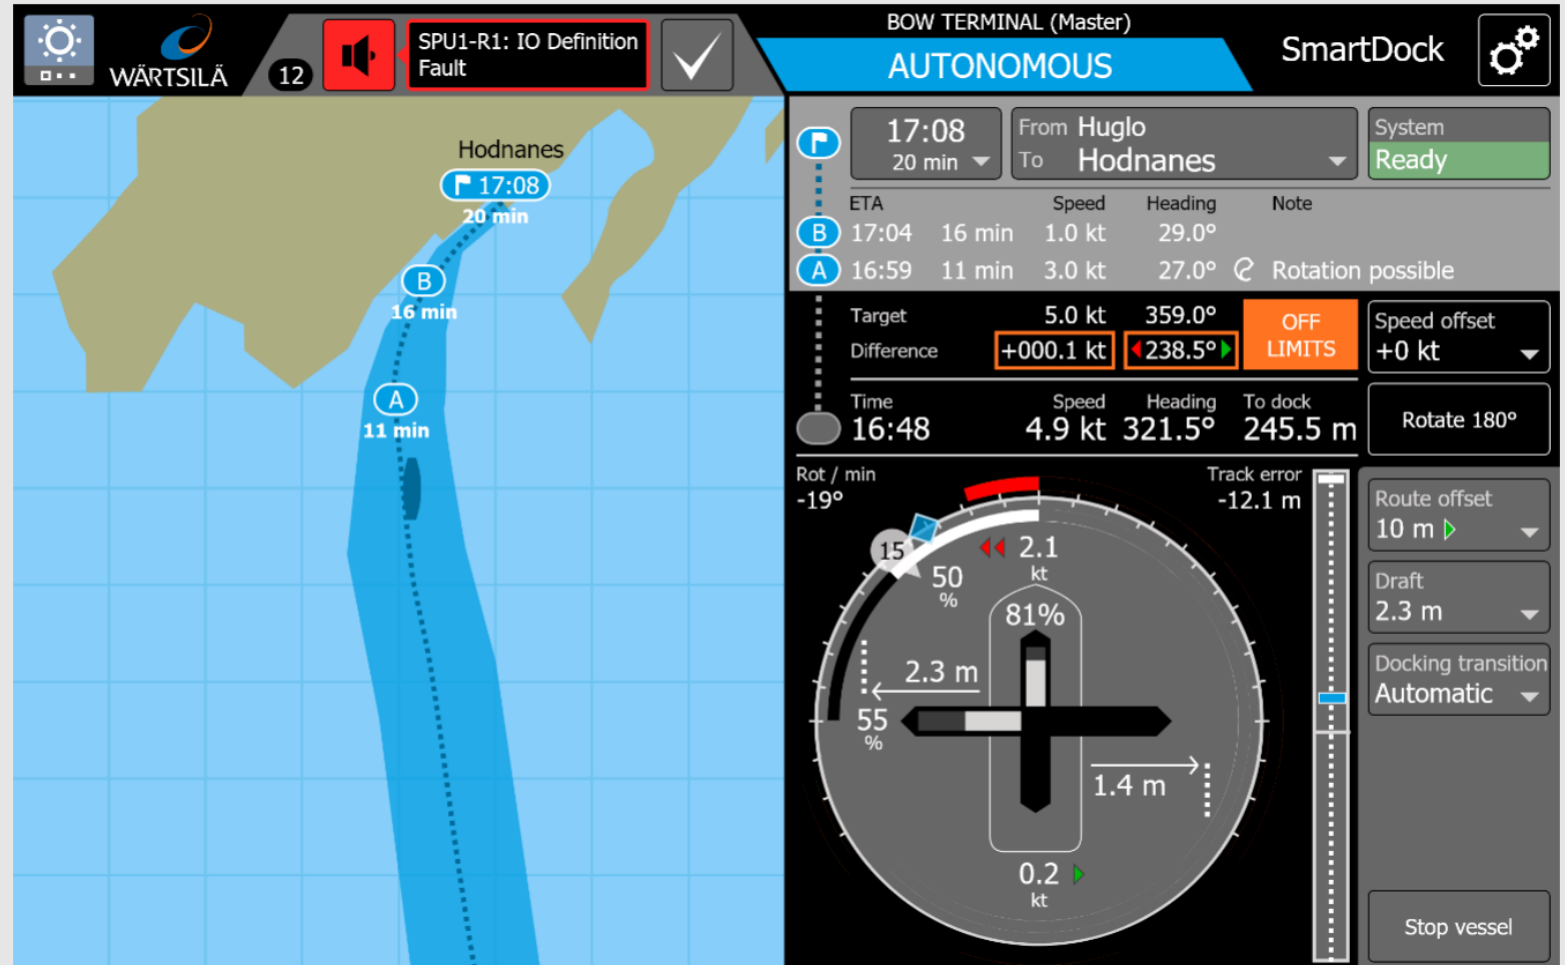 WÄRTSILÄ
12
SPU1-R1: IO Definition
Fault
BOW TERMINAL (Master)
AUTONOMOUS
SmartDock
Hodnanes
17:08
20 min
B
16 min
A
11 min
17:08
20 min
From Huglo
To Hodnanes
System
Ready
ETA Speed Heading Note
B 17:04 16 min 1.0 kt 29.0°
A 16:59 11 min 3.0 kt 27.0° Rotation possible
Target 5.0 kt 359.0°
Difference +000.1 kt 238.5°
OFF
LIMITS
Speed offset
+0 kt
Time Speed Heading To dock
16:48 4.9 kt 321.5° 245.5 m
Rotate 180°
Rot / min
-19°
Track error
-12.1 m
15
50
%
2.1
kt
81%
2.3 m
55
%
1.4 m
0.2
kt
Route offset
10 m
Draft
2.3 m
Docking transition
Automatic
Stop vessel